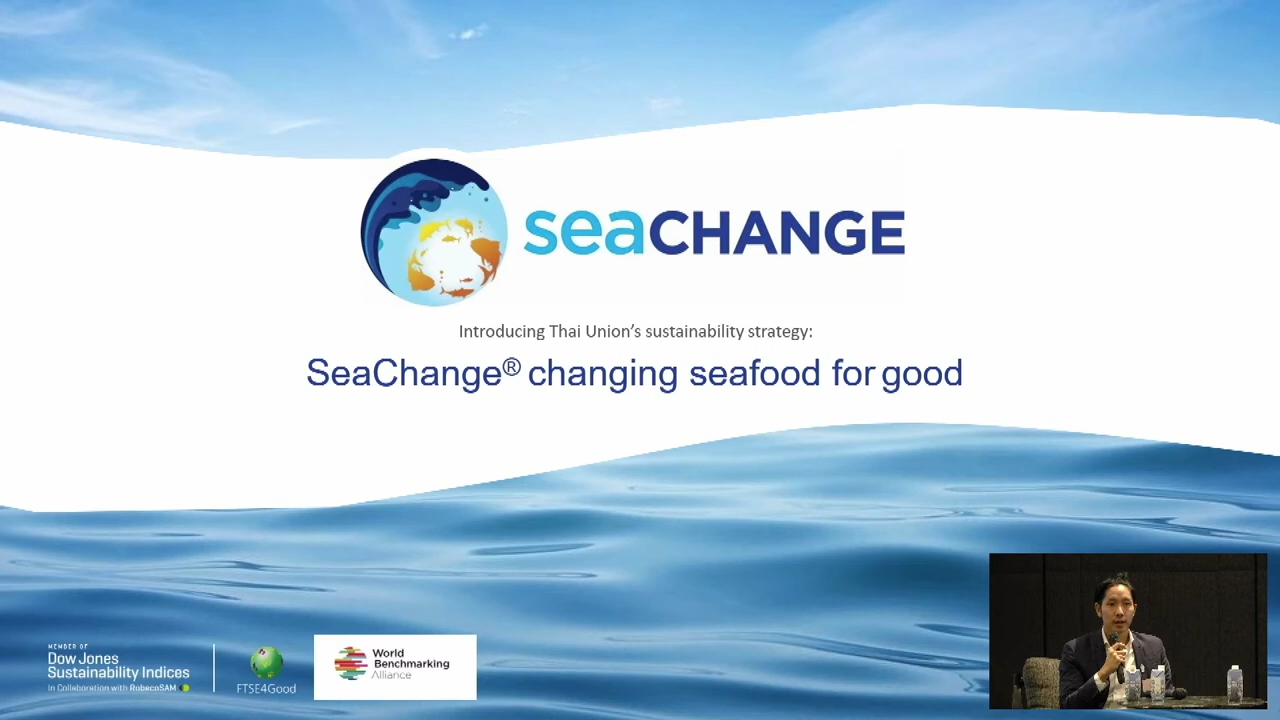 seaCHANGE
Introducing Thai Union's sustainability strategy:
SeaChange® changing seafood for good
MEMBER OF
Dow Jones
Sustainability Indices
In Collaboration with RobecoSAM
FTSE4Good
World
Benchmarking
Alliance